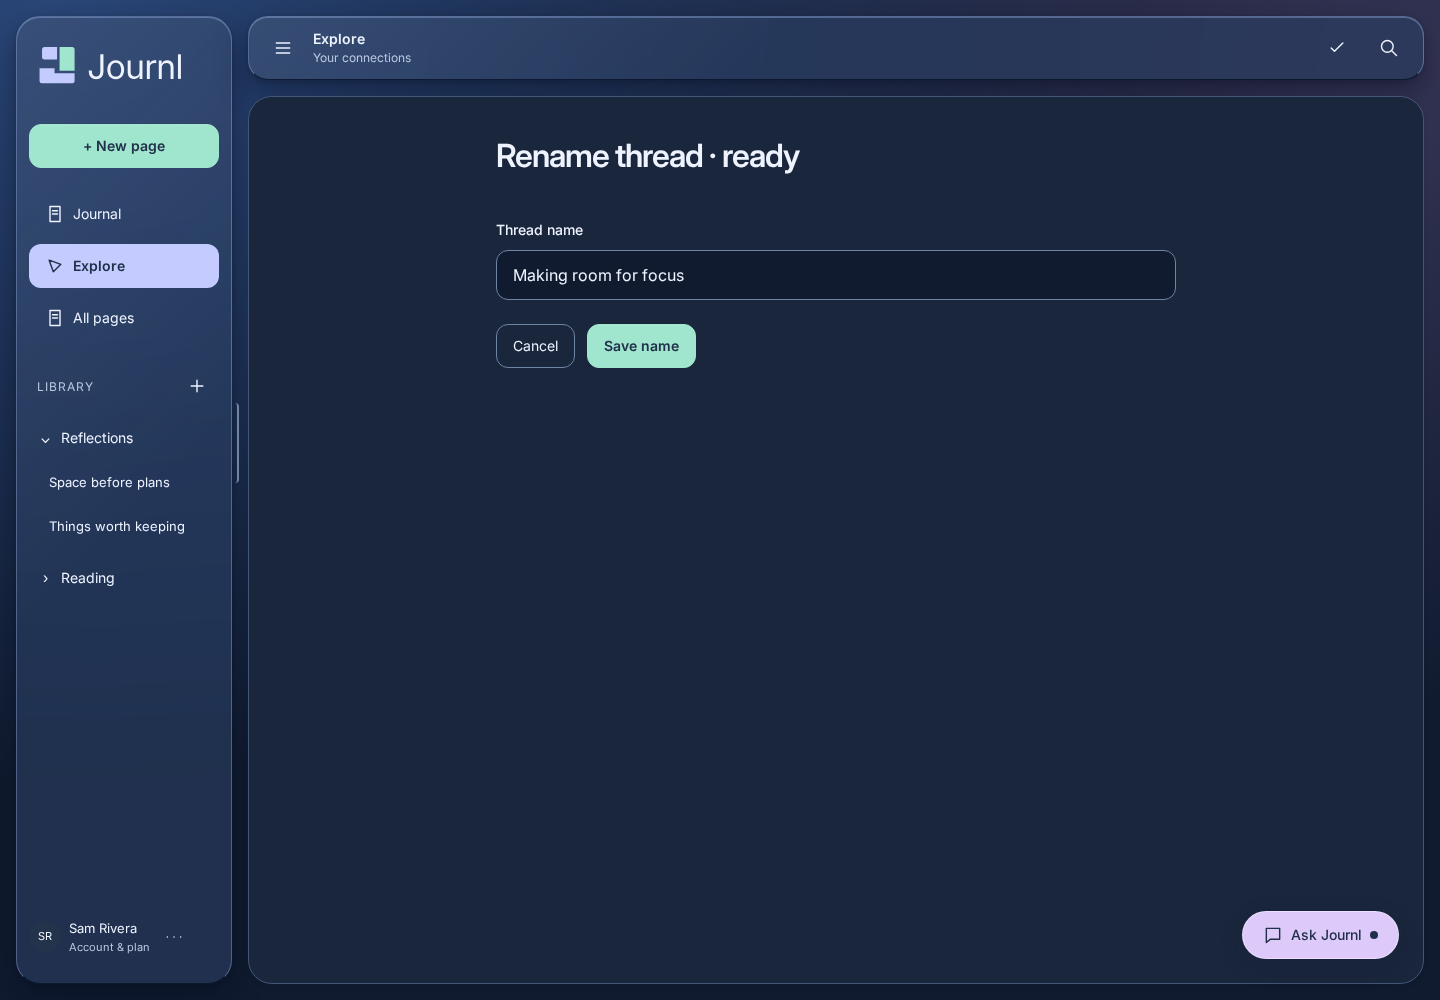 Journl
+ New page
Journal
Explore
All pages
LIBRARY
Reflections
Space before plans
Things worth keeping
Reading
SR
Sam Rivera
Account & plan
Explore
Your connections
Rename thread · ready
Thread name
Making room for focus
Cancel
Save name
Ask Journl